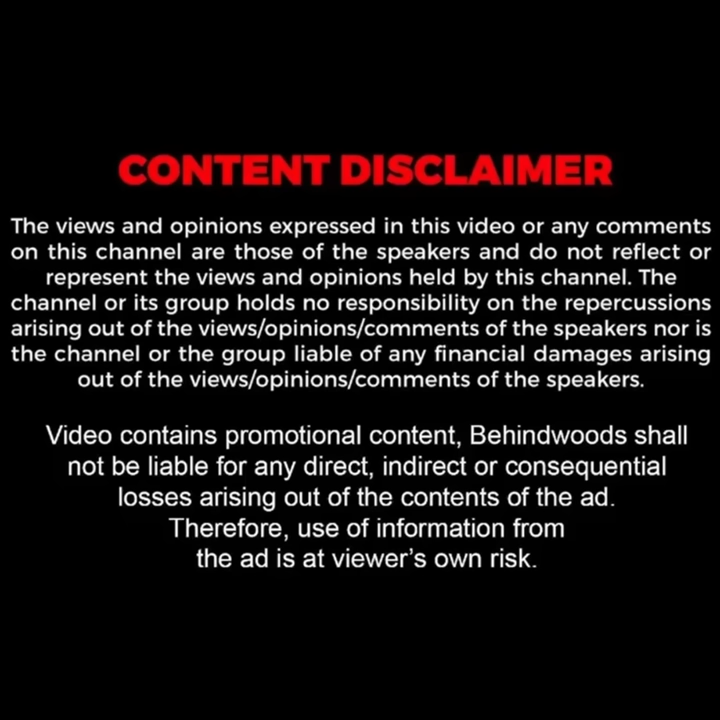 CONTENT DISCLAIMER
The views and opinions expressed in this video or any comments
on this channel are those of the speakers and do not reflect or
represent the views and opinions held by this channel. The
channel or its group holds no responsibility on the repercussions
arising out of the views/opinions/comments of the speakers nor is
the channel or the group liable of any financial damages arising
out of the views/opinions/comments of the speakers.
Video contains promotional content, Behindwoods shall
not be liable for any direct, indirect or consequential
losses arising out of the contents of the ad.
Therefore, use of information from
the ad is at viewer's own risk.